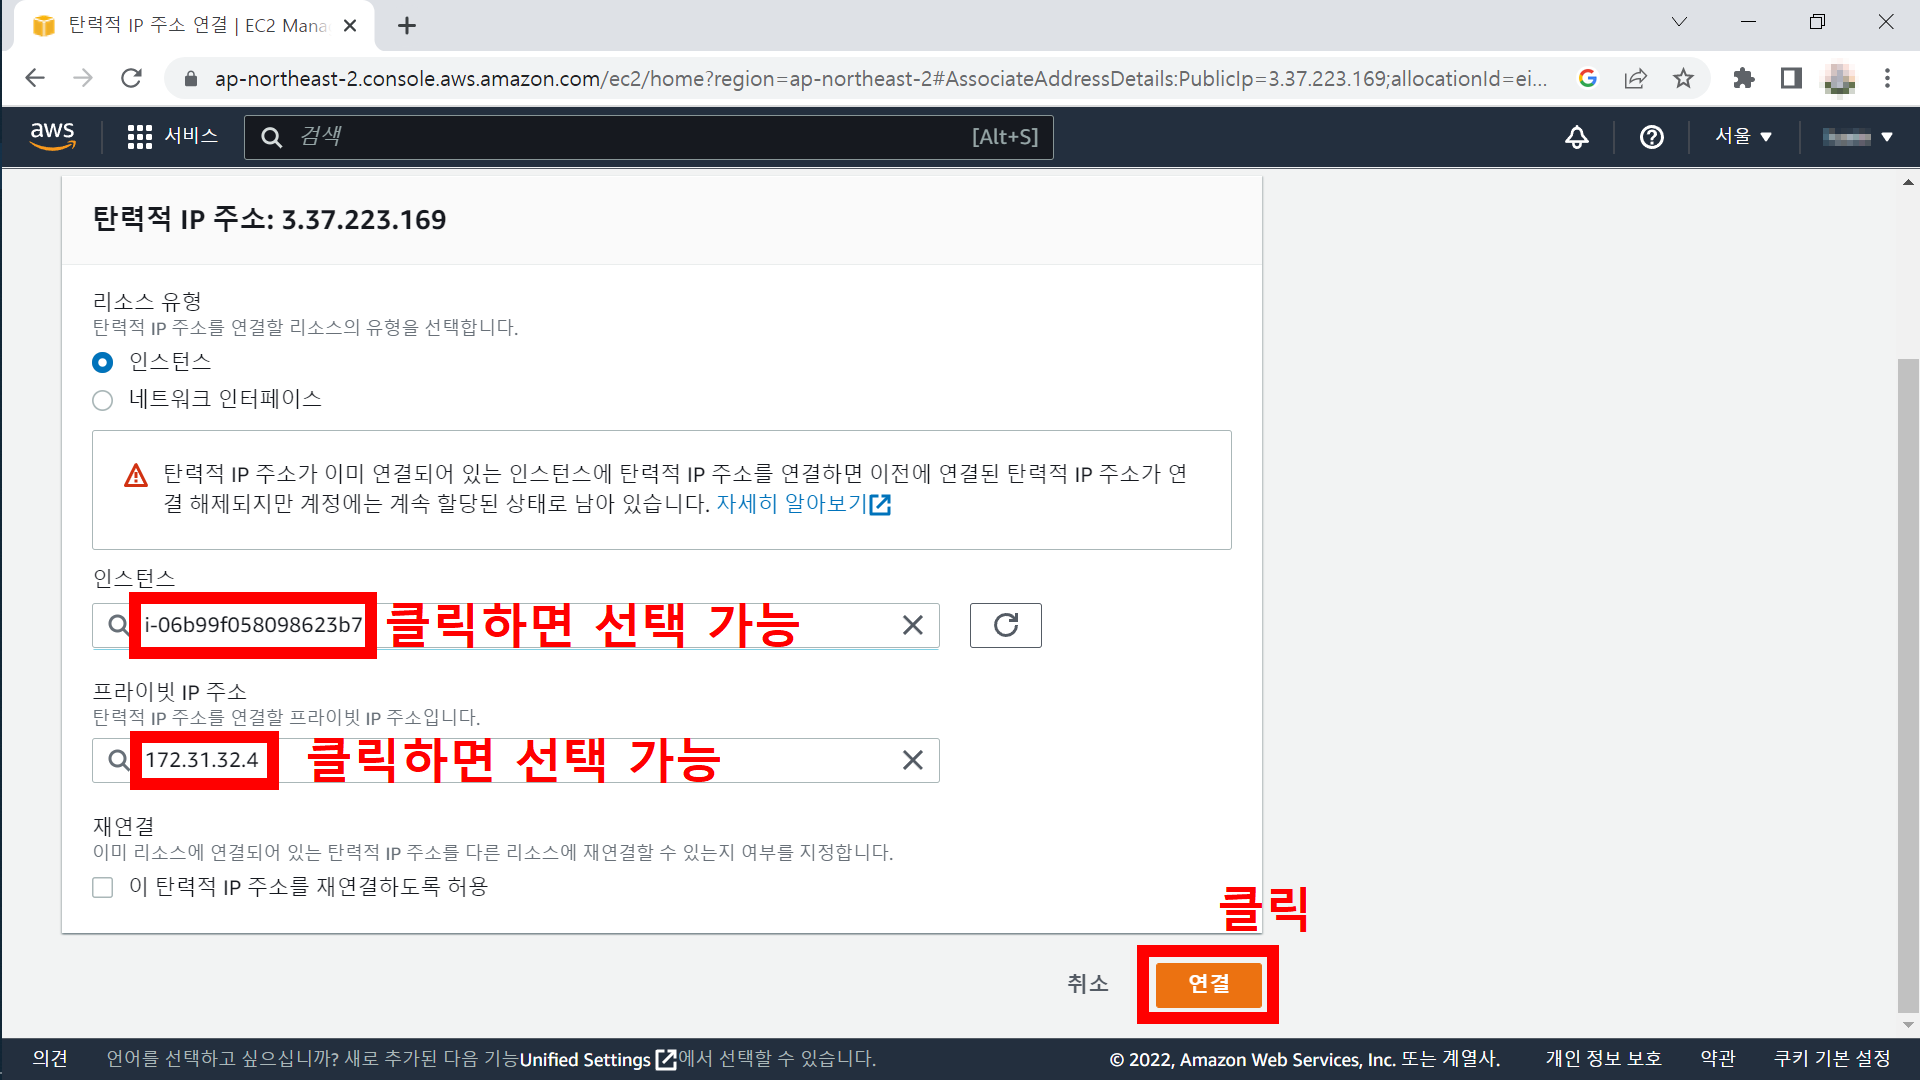 탄력적 IP 주소 연결 | EC2 Mana
ap-northeast-2.console.aws.amazon.com/ec2/home?region=ap-northeast-2#AssociateAddressDetails:PublicIp=3.37.223.169;allocationId=ei...
aws 서비스 검색 [Alt+S] 서울
탄력적 IP 주소: 3.37.223.169
리소스 유형
탄력적 IP 주소를 연결할 리소스의 유형을 선택합니다.
인스턴스
네트워크 인터페이스
탄력적 IP 주소가 이미 연결되어 있는 인스턴스에 탄력적 IP 주소를 연결하면 이전에 연결된 탄력적 IP 주소가 연
결 해제되지만 계정에는 계속 할당된 상태로 남아 있습니다. 자세히 알아보기
인스턴스
i-06b99f058098623b7 클릭하면 선택 가능
프라이빗 IP 주소
탄력적 IP 주소를 연결할 프라이빗 IP 주소입니다.
172.31.32.4 클릭하면 선택 가능
재연결
이미 리소스에 연결되어 있는 탄력적 IP 주소를 다른 리소스에 재연결할 수 있는지 여부를 지정합니다.
이 탄력적 IP 주소를 재연결하도록 허용
클릭
취소 연결
의견 언어를 선택하고 싶으십니까? 새로 추가된 다음 기능Unified Settings에서 선택할 수 있습니다. © 2022, Amazon Web Services, Inc. 또는 계열사. 개인 정보 보호 약관 쿠키 기본 설정